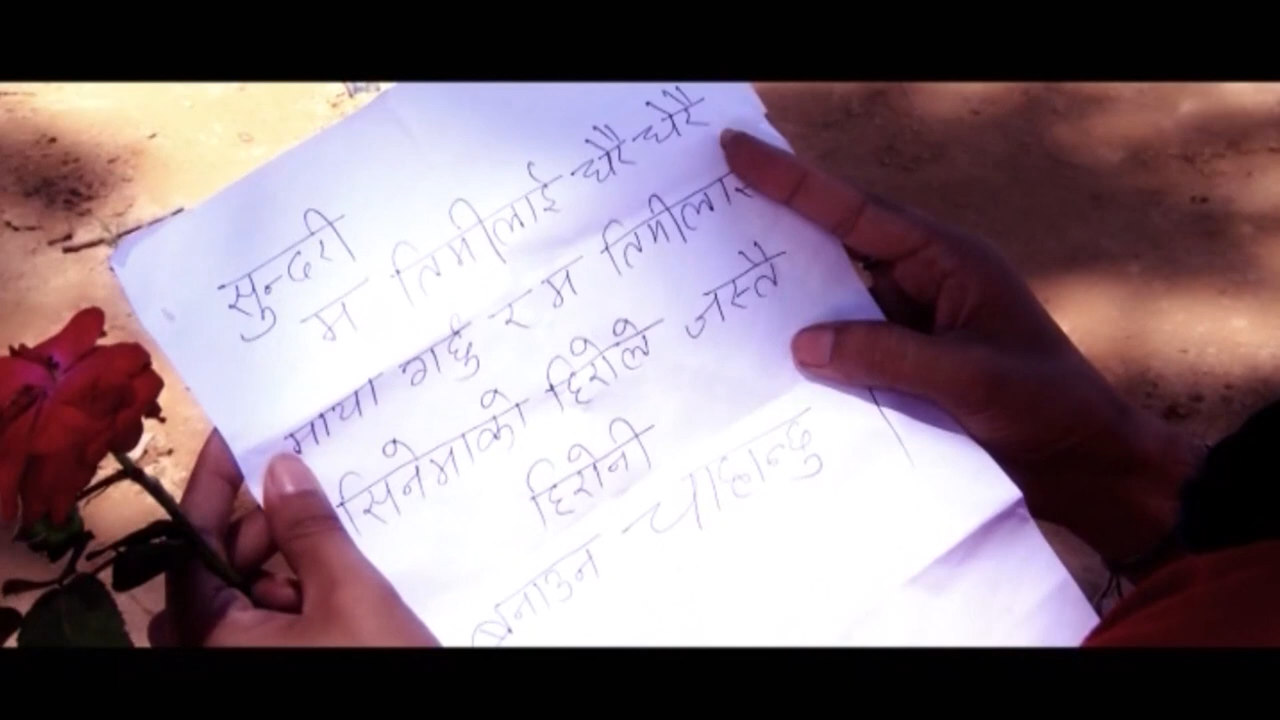 सुन्दरी
म तिमीलाई धेरै धेरै
माया गर्छु र म तिमीलाई
सिनेमाको हिरोले जस्तै
हिरोनी
बनाउन चाहान्छु ।